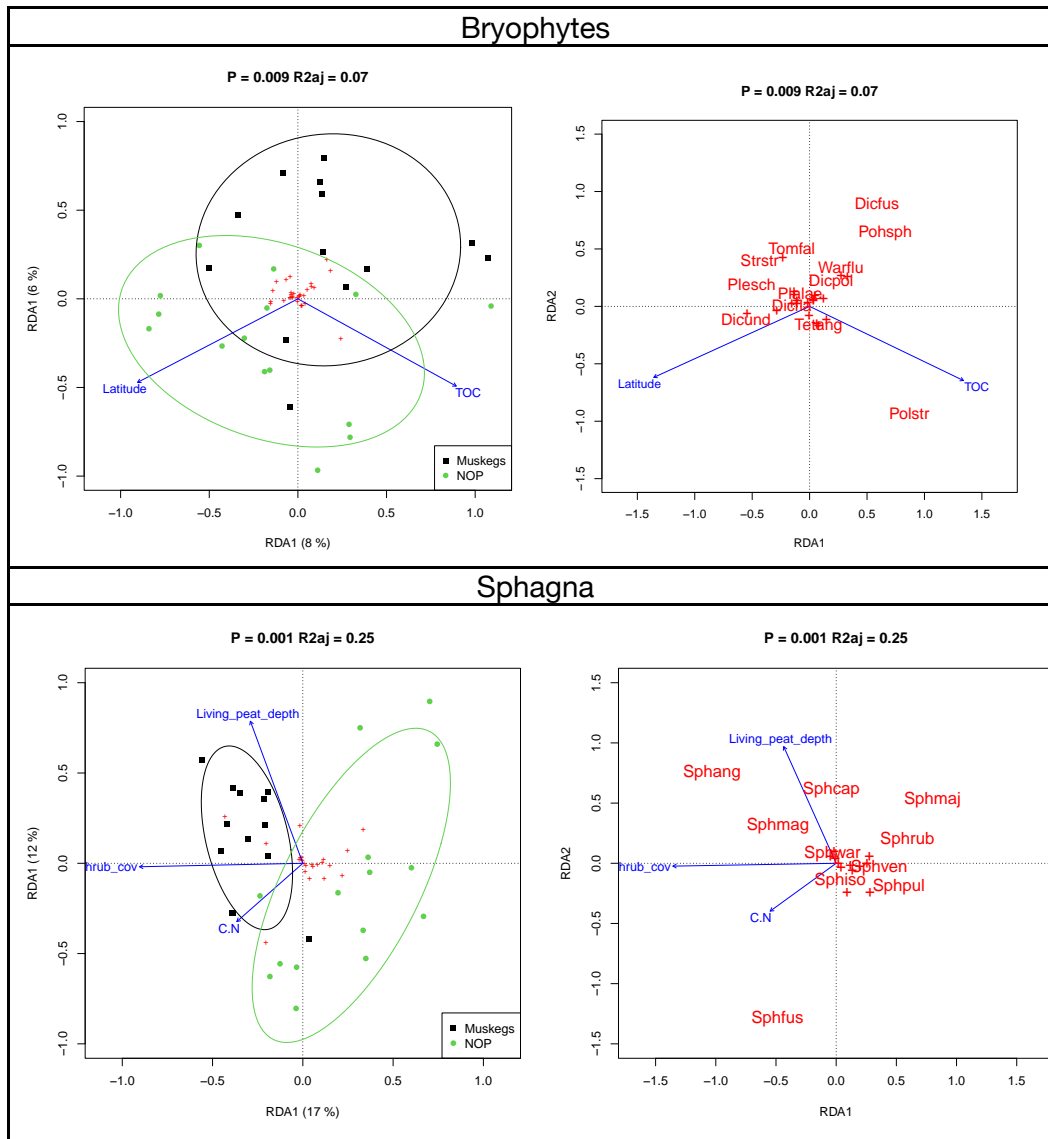 Bryophytes
P = 0.009 R2aj = 0.07
P = 0.009 R2aj = 0.07
1.0
0.5
0.0
−0.5
−1.0
RDA1 (6 %)
Latitude
TOC
Muskegs
NOP
−1.0
−0.5
0.0
0.5
1.0
RDA1 (8 %)
1.5
1.0
0.5
0.0
−0.5
−1.0
−1.5
RDA2
Dicfus
Pohsph
Tomfal
Strstr
Warflu
Plesch
Dicpol
Dicund
Tetang
Latitude
TOC
Polstr
−1.5
−1.0
−0.5
0.0
0.5
1.0
1.5
RDA1
Sphagna
P = 0.001 R2aj = 0.25
P = 0.001 R2aj = 0.25
1.0
0.5
0.0
−0.5
−1.0
RDA1 (12 %)
Living_peat_depth
hrub_cov
C.N
Muskegs
NOP
−1.0
−0.5
0.0
0.5
1.0
RDA1 (17 %)
1.5
1.0
0.5
0.0
−0.5
−1.0
−1.5
RDA2
Living_peat_depth
Sphang
Sphcap
Sphmaj
Sphmag
Sphrub
Sphwar
hrub_cov
Sphven
Sphiso
Sphpul
C.N
Sphfus
−1.5
−1.0
−0.5
0.0
0.5
1.0
1.5
RDA1